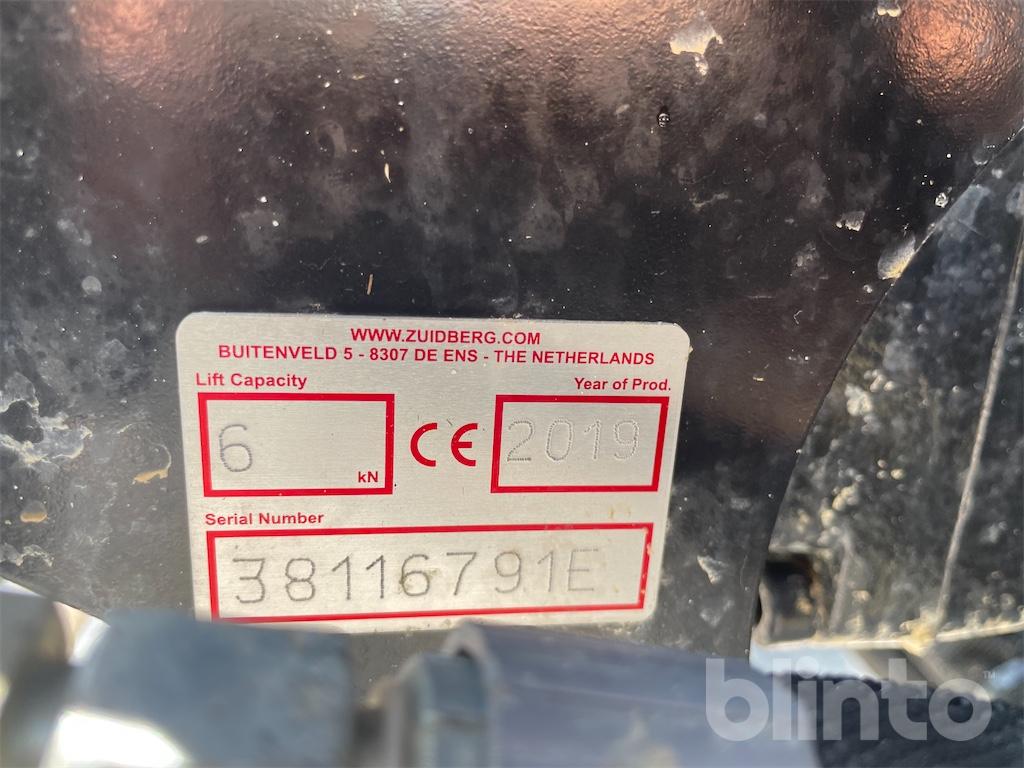 WWW.ZUIDBERG.COM
BUITENVELD 5 - 8307 DE ENS - THE NETHERLANDS
Lift Capacity
Year of Prod.
6 kN
CE
2019
Serial Number
38116791E
blinto™